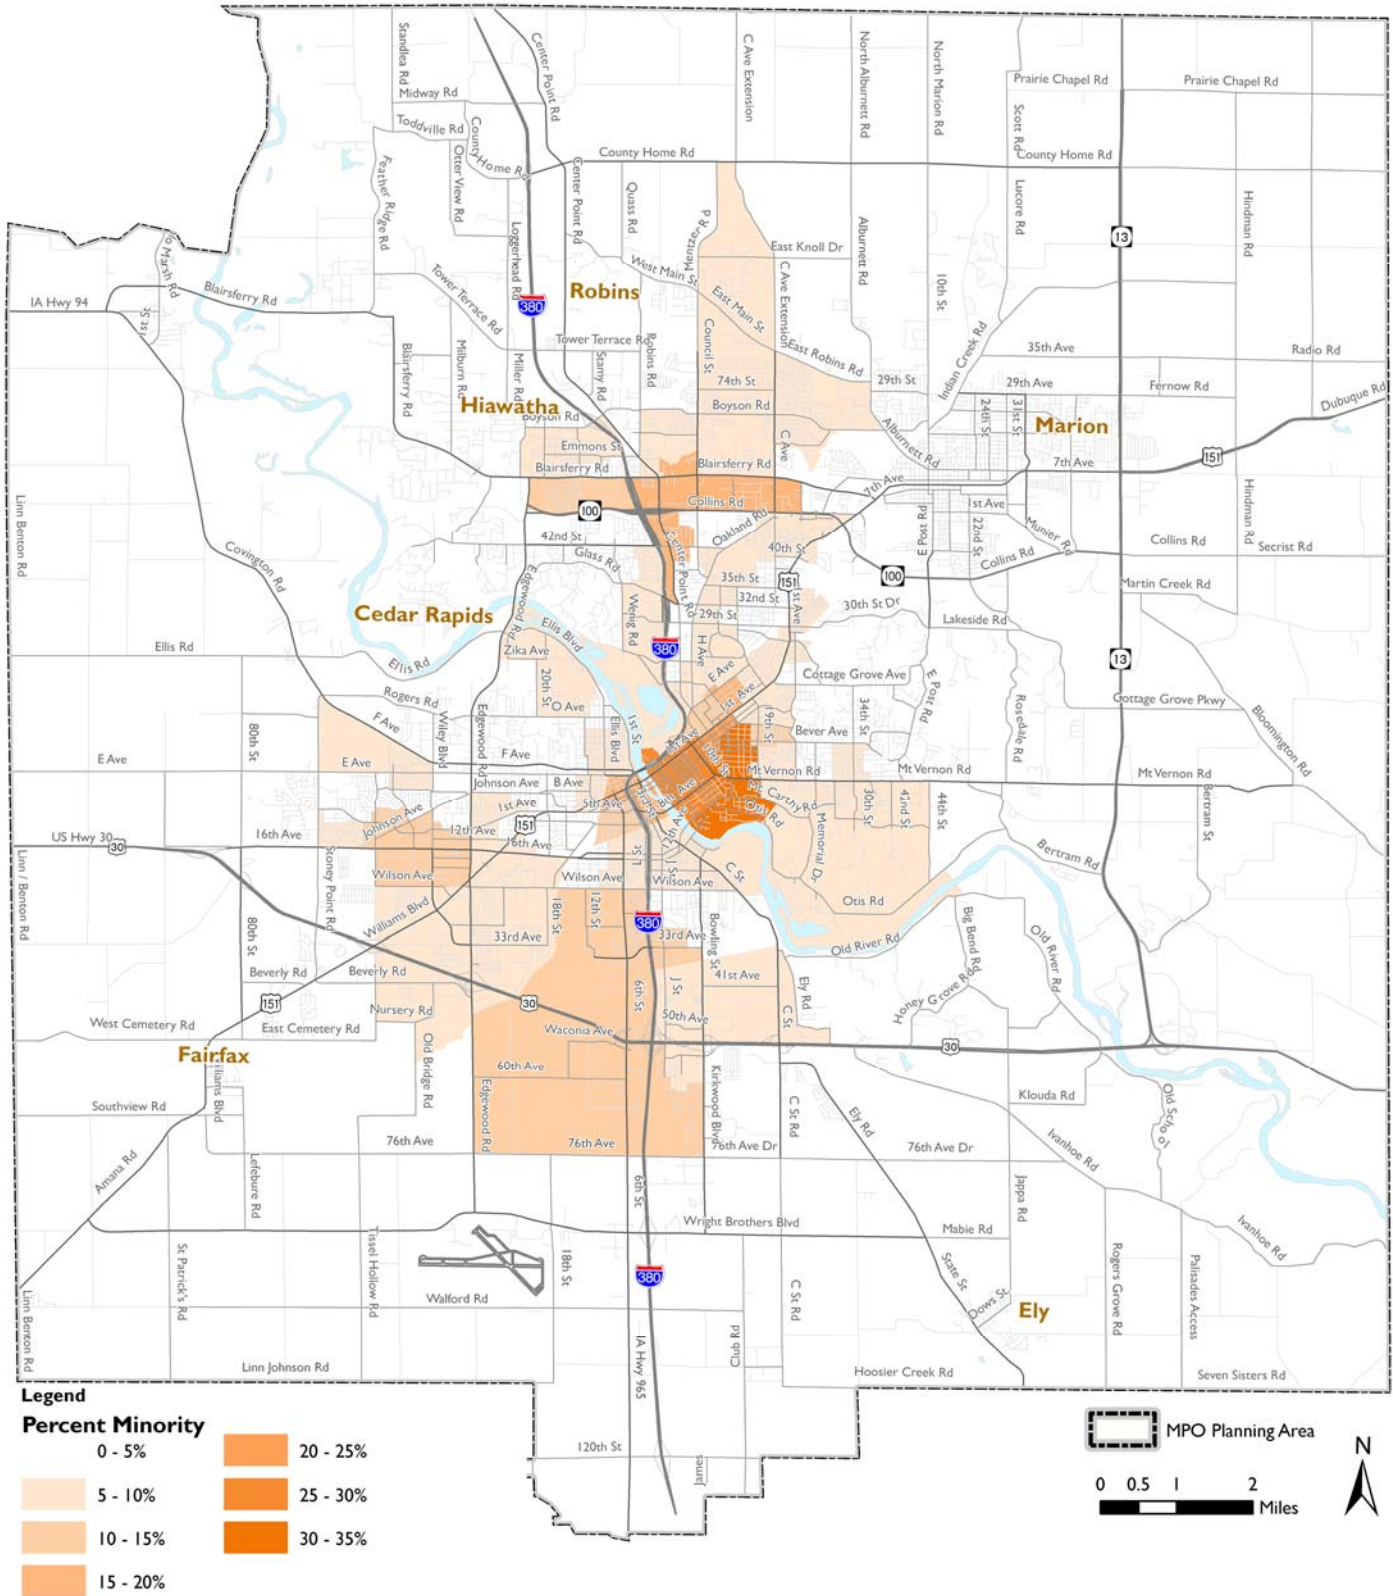 Standlea Rd
Center Point Rd
C Ave Extension
North Alburnett Rd
North Marion Rd
Prairie Chapel Rd
Prairie Chapel Rd
Midway Rd
Scott Rd
Toddville Rd
County Home Rd
County Home Rd
County Home Rd
Feather Ridge Rd
Otter View Rd
Center Point Rd
Quass Rd
Lucore Rd
Hindman Rd
13
Loggerhead Rd
Alburnett Rd
East Knoll Dr
Blairsferry Rd
IA Hwy 94
Tower Terrace Rd
West Main St
Robins
East Main St
C Ave Extension
10th St
380
1st St
Tower Terrace Rd
Robins Rd
Council St
East Robins Rd
Indian Creek Rd
35th Ave
Radio Rd
Blairsferry Rd
Milburn Rd
Miller Rd
Stamy Rd
74th St
29th St
29th Ave
Fernow Rd
Dubuque Rd
Hiawatha
Boyson Rd
Boyson Rd
24th St
31st St
Marion
Emmons St
C Ave
Alburnett Rd
Blairsferry Rd
Blairsferry Rd
7th Ave
151
7th Ave
Linn Benton Rd
100
Collins Rd
1st Ave
E Post Rd
22nd St
Munier Rd
Hindman Rd
42nd St
Oakland Rd
Collins Rd
Secrist Rd
Covington Rd
Glass Rd
Center Point Rd
40th St
Collins Rd
100
Edgewood Rd
35th St
151
Martin Creek Rd
32nd St
1st Ave
Cedar Rapids
Wenig Rd
29th St
30th St Dr
Lakeside Rd
Ellis Blvd
Ellis Rd
Ellis Rd
Zika Ave
380
H Ave
13
E Ave
Cottage Grove Ave
E Post Rd
20th St
Rogers Rd
1st Ave
Cottage Grove Pkwy
Rosedale Rd
Bloomington Rd
O Ave
Ellis Blvd
1st St
19th St
34th St
80th St
F Ave
Wiley Blvd
Edgewood Rd
Bever Ave
F Ave
1st Ave
10th St
E Ave
E Ave
Mt Vernon Rd
Mt Vernon Rd
Mt Vernon Rd
Johnson Ave
B Ave
1st Ave
5th Ave
3rd St
8th Ave
Mc Carthy Rd
Otis Rd
30th St
42nd St
44th St
Bertram St
US Hwy 30
30
16th Ave
Johnson Ave
12th Ave
151
16th Ave
Memorial Dr
Bertram Rd
Linn / Benton Rd
Stoney Point Rd
Wilson Ave
Wilson Ave
L St
J St
Wilson Ave
C St
Otis Rd
80th St
Williams Blvd
18th St
12th St
380
33rd Ave
33rd Ave
Bowling St
Old River Rd
Big Bend Rd
Old River Rd
Beverly Rd
Beverly Rd
41st Ave
Ely Rd
Honey Grove Rd
151
30
6th St
J St
West Cemetery Rd
East Cemetery Rd
Nursery Rd
Waconia Ave
50th Ave
C St
30
Fairfax
Williams Blvd
Old Bridge Rd
60th Ave
Edgewood Rd
Kirkwood Blvd
C St Rd
Ely Rd
Klouda Rd
Southview Rd
76th Ave
76th Ave
76th Ave Dr
76th Ave Dr
Ivanhoe Rd
Amana Rd
Lefebure Rd
6th St
Jappa Rd
Wright Brothers Blvd
Mabie Rd
Ivanhoe Rd
St Patrick's Rd
Tissel Hollow Rd
18th St
380
C St Rd
State St
Rogers Grove Rd
Palisades Access
Linn Benton Rd
Walford Rd
Dows St
Ely
IA Hwy 965
Club Rd
Linn Johnson Rd
Hoosier Creek Rd
Seven Sisters Rd
120th St
James
Legend
Percent Minority
0 - 5%
5 - 10%
10 - 15%
15 - 20%
20 - 25%
25 - 30%
30 - 35%
MPO Planning Area
N
0 0.5 1 2
Miles